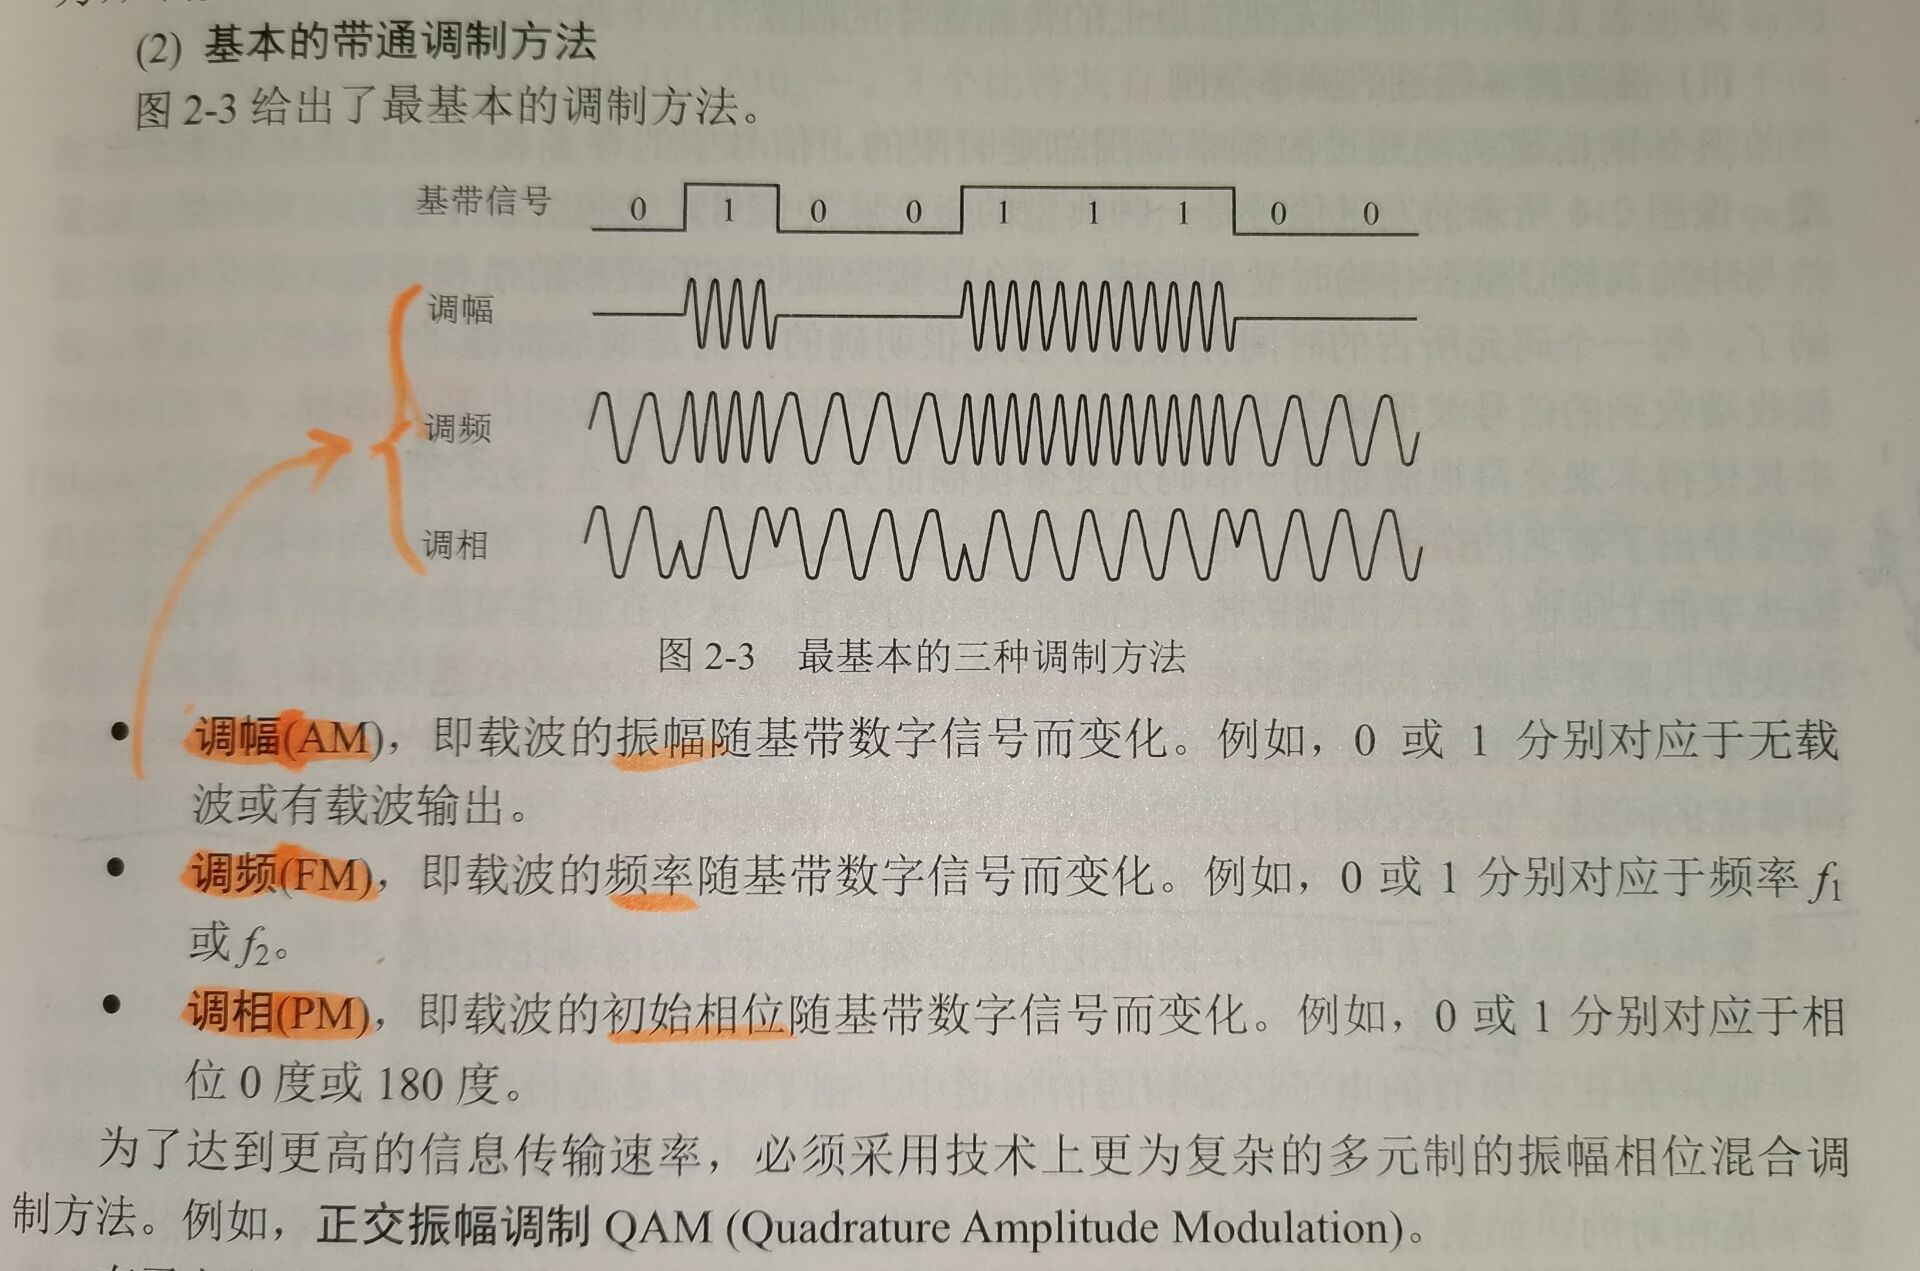 (2) 基本的带通调制方法
图 2-3 给出了最基本的调制方法。
基带信号 0 1 0 0 1 1 1 0 0
调幅
调频
调相
图 2-3 最基本的三种调制方法
• 调幅(AM)，即载波的振幅随基带数字信号而变化。例如，0 或 1 分别对应于无载
波或有载波输出。
• 调频(FM)，即载波的频率随基带数字信号而变化。例如，0 或 1 分别对应于频率 f₁
或 f₂。
• 调相(PM)，即载波的初始相位随基带数字信号而变化。例如，0 或 1 分别对应于相
位 0 度或 180 度。
为了达到更高的信息传输速率，必须采用技术上更为复杂的多元制的振幅相位混合调
制方法。例如，正交振幅调制 QAM (Quadrature Amplitude Modulation)。